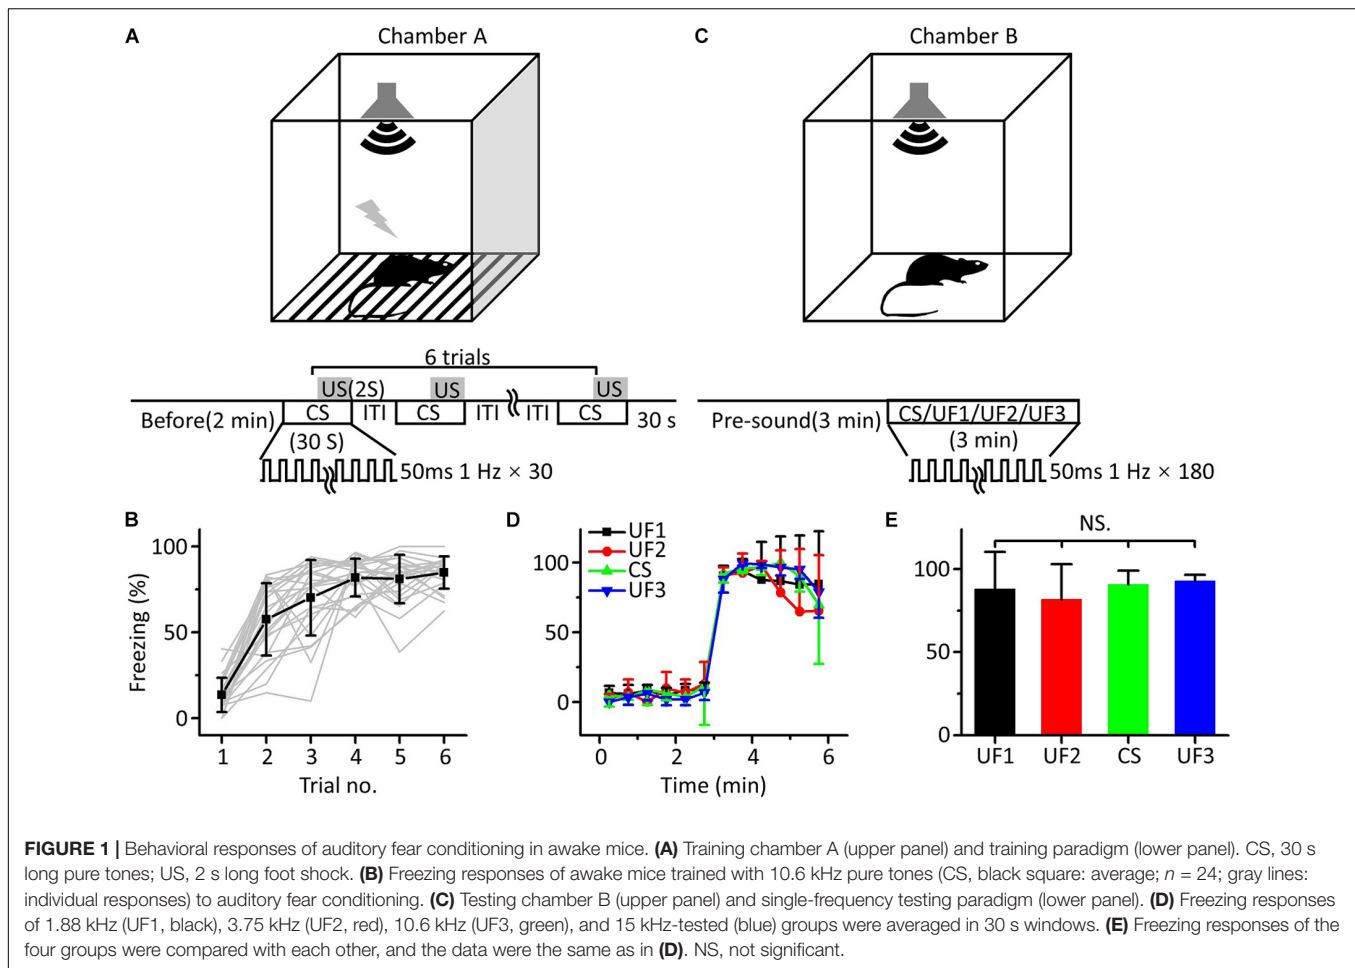 A
Chamber A
C
Chamber B
6 trials
US(2S)
US
US
Before(2 min)
CS
ITI
CS
ITI
ITI
CS
30 s
(30 S)
50ms 1 Hz × 30
Pre-sound(3 min)
CS/UF1/UF2/UF3
(3 min)
50ms 1 Hz × 180
B
100
50
0
Freezing (%)
1 2 3 4 5 6
Trial no.
D
UF1
UF2
CS
UF3
100
50
0
0 2 4 6
Time (min)
E
NS.
100
50
0
UF1 UF2 CS UF3
FIGURE 1 | Behavioral responses of auditory fear conditioning in awake mice. (A) Training chamber A (upper panel) and training paradigm (lower panel). CS, 30 s
long pure tones; US, 2 s long foot shock. (B) Freezing responses of awake mice trained with 10.6 kHz pure tones (CS, black square: average; n = 24; gray lines:
individual responses) to auditory fear conditioning. (C) Testing chamber B (upper panel) and single-frequency testing paradigm (lower panel). (D) Freezing responses
of 1.88 kHz (UF1, black), 3.75 kHz (UF2, red), 10.6 kHz (UF3, green), and 15 kHz-tested (blue) groups were averaged in 30 s windows. (E) Freezing responses of the
four groups were compared with each other, and the data were the same as in (D). NS, not significant.